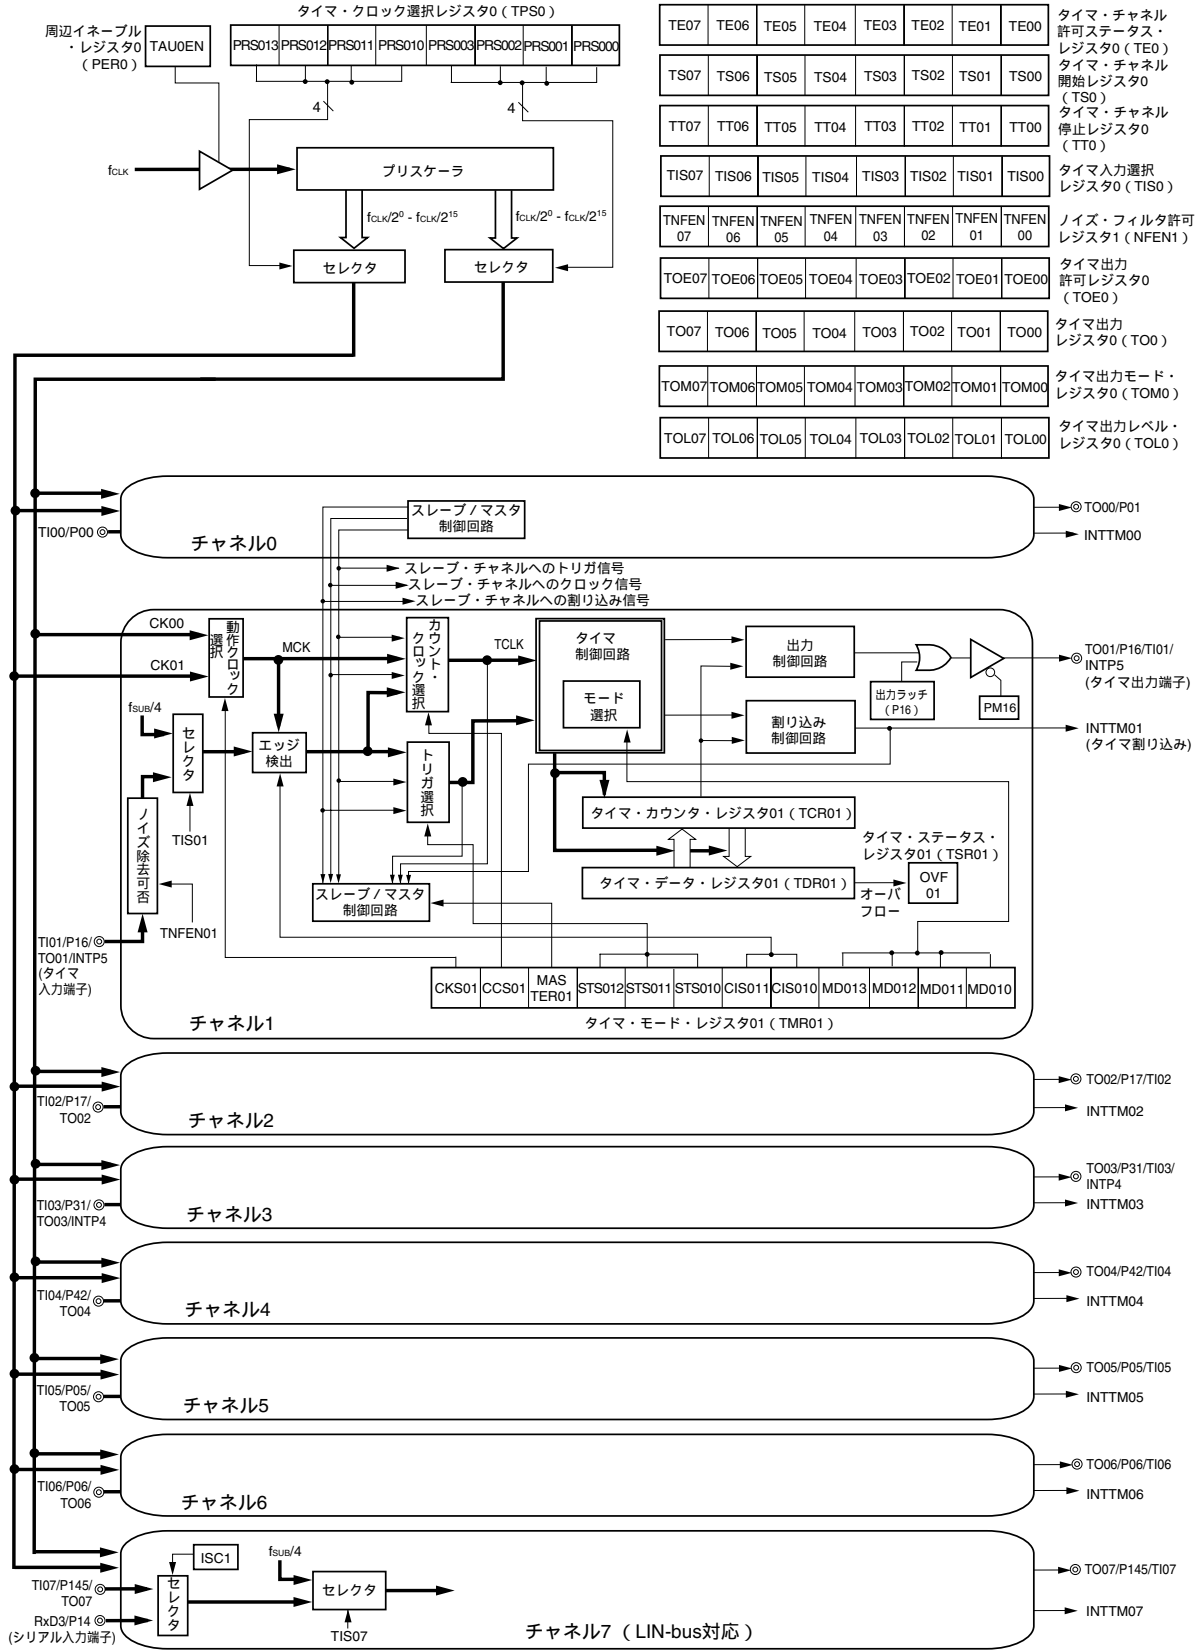 タイマ・クロック選択レジスタ0（TPS0）
周辺イネーブル
・レジスタ0
（PER0）
TAU0EN
PRS013 PRS012 PRS011 PRS010 PRS003 PRS002 PRS001 PRS000
4
4
fCLK
プリスケーラ
fCLK/2⁰ - fCLK/2¹⁵
fCLK/2⁰ - fCLK/2¹⁵
セレクタ
セレクタ
TE07 TE06 TE05 TE04 TE03 TE02 TE01 TE00
タイマ・チャネル
許可ステータス・
レジスタ0（TE0）
TS07 TS06 TS05 TS04 TS03 TS02 TS01 TS00
タイマ・チャネル
開始レジスタ0
（TS0）
TT07 TT06 TT05 TT04 TT03 TT02 TT01 TT00
タイマ・チャネル
停止レジスタ0
（TT0）
TIS07 TIS06 TIS05 TIS04 TIS03 TIS02 TIS01 TIS00
タイマ入力選択
レジスタ0（TIS0）
TNFEN TNFEN TNFEN TNFEN TNFEN TNFEN TNFEN TNFEN
07 06 05 04 03 02 01 00
ノイズ・フィルタ許可
レジスタ1（NFEN1）
TOE07 TOE06 TOE05 TOE04 TOE03 TOE02 TOE01 TOE00
タイマ出力
許可レジスタ0
（TOE0）
TO07 TO06 TO05 TO04 TO03 TO02 TO01 TO00
タイマ出力
レジスタ0（TO0）
TOM07 TOM06 TOM05 TOM04 TOM03 TOM02 TOM01 TOM00
タイマ出力モード・
レジスタ0（TOM0）
TOL07 TOL06 TOL05 TOL04 TOL03 TOL02 TOL01 TOL00
タイマ出力レベル・
レジスタ0（TOL0）
TI00/P00
チャネル0
スレーブ / マスタ
制御回路
TO00/P01
INTTM00
スレーブ・チャネルへのトリガ信号
スレーブ・チャネルへのクロック信号
スレーブ・チャネルへの割り込み信号
CK00
CK01
動作クロック
選択
MCK
カウント・
クロック選択
TCLK
タイマ
制御回路
モード
選択
出力
制御回路
出力ラッチ
（P16）
PM16
TO01/P16/TI01/
INTP5
(タイマ出力端子)
割り込み
制御回路
INTTM01
(タイマ割り込み)
fSUB/4
セレクタ
エッジ
検出
トリガ選択
TIS01
ノイズ除去可否
TNFEN01
TI01/P16/
TO01/INTP5
(タイマ
入力端子)
タイマ・カウンタ・レジスタ01（TCR01）
タイマ・ステータス・
レジスタ01（TSR01）
タイマ・データ・レジスタ01（TDR01）
オーバ
フロー
OVF
01
スレーブ / マスタ
制御回路
CKS01 CCS01 MAS
TER01 STS012 STS011 STS010 CIS011 CIS010 MD013 MD012 MD011 MD010
タイマ・モード・レジスタ01（TMR01）
チャネル1
TI02/P17/
TO02
チャネル2
TO02/P17/TI02
INTTM02
TI03/P31/
TO03/INTP4
チャネル3
TO03/P31/TI03/
INTP4
INTTM03
TI04/P42/
TO04
チャネル4
TO04/P42/TI04
INTTM04
TI05/P05/
TO05
チャネル5
TO05/P05/TI05
INTTM05
TI06/P06/
TO06
チャネル6
TO06/P06/TI06
INTTM06
ISC1
fSUB/4
TI07/P145/
TO07
RxD3/P14
(シリアル入力端子)
セレクタ
セレクタ
TIS07
チャネル7（LIN-bus対応）
TO07/P145/TI07
INTTM07